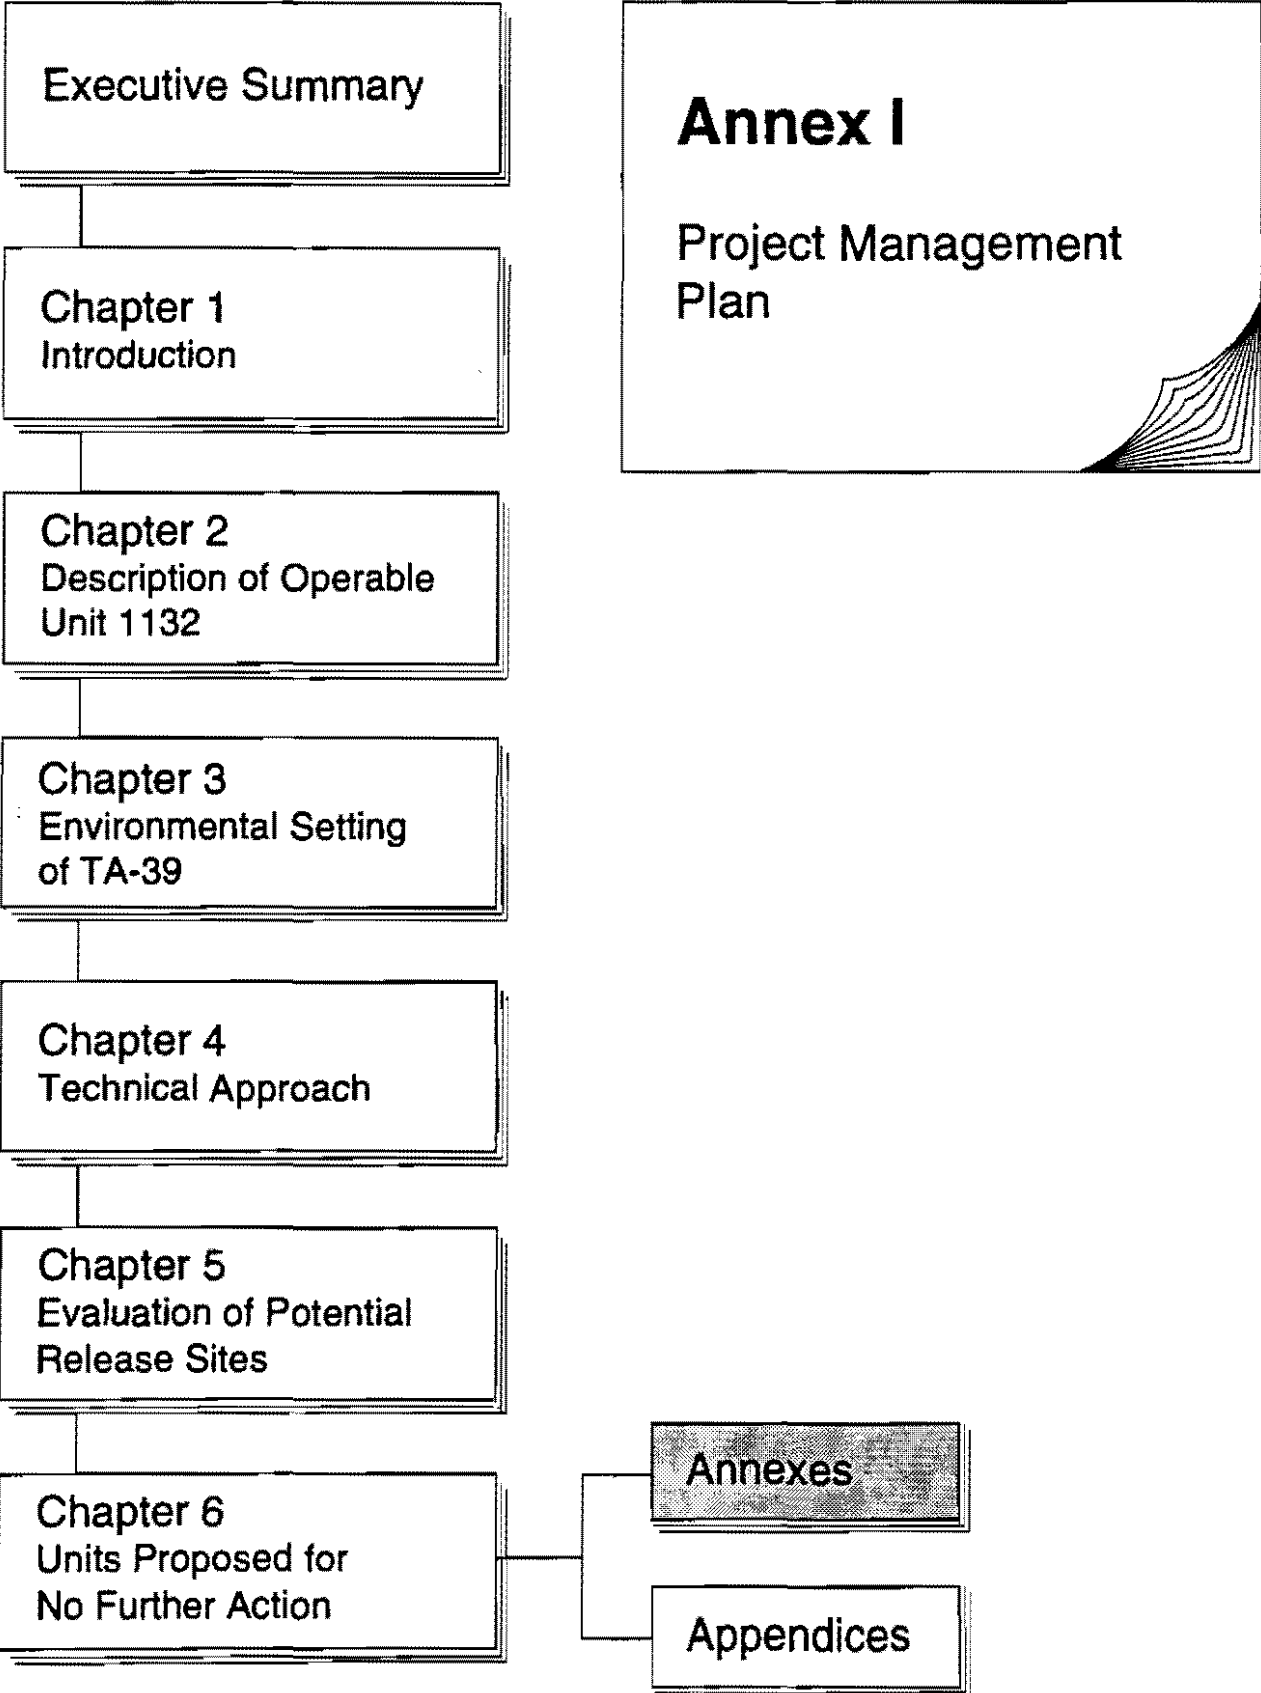 Executive Summary
Annex I
Project Management
Plan
Chapter 1
Introduction
Chapter 2
Description of Operable
Unit 1132
Chapter 3
Environmental Setting
of TA-39
Chapter 4
Technical Approach
Chapter 5
Evaluation of Potential
Release Sites
Chapter 6
Units Proposed for
No Further Action
Annexes
Appendices